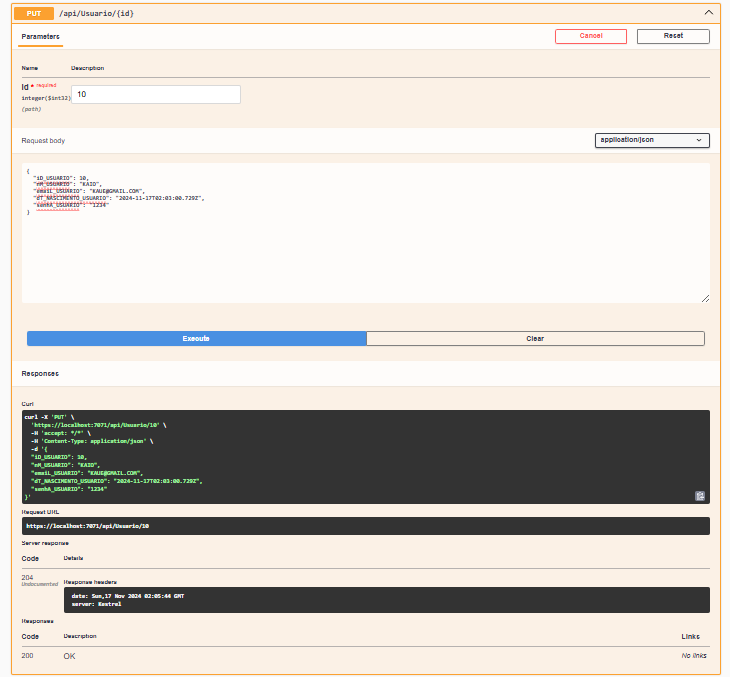 PUT /api/Usuario/{id}
Parameters Cancel Reset
Name Description
id * required
integer($int32)
(path)
10
Request body application/json
{
"iD_USUARIO": 10,
"nM_USUARIO": "KAIO",
"emaiL_USUARIO": "KAUE@GMAIL.COM",
"dT_NASCIMENTO_USUARIO": "2024-11-17T02:03:00.729Z",
"senhA_USUARIO": "1234"
}
Execute Clear
Responses
Curl
curl -X 'PUT' \
'https://localhost:7071/api/Usuario/10' \
-H 'accept: */*' \
-H 'Content-Type: application/json' \
-d '{
"iD_USUARIO": 10,
"nM_USUARIO": "KAIO",
"emaiL_USUARIO": "KAUE@GMAIL.COM",
"dT_NASCIMENTO_USUARIO": "2024-11-17T02:03:00.729Z",
"senhA_USUARIO": "1234"
}'
Request URL
https://localhost:7071/api/Usuario/10
Server response
Code Details
204
Undocumented
Response headers
date: Sun,17 Nov 2024 02:05:44 GMT
server: Kestrel
Responses
Code Description Links
200 OK No links